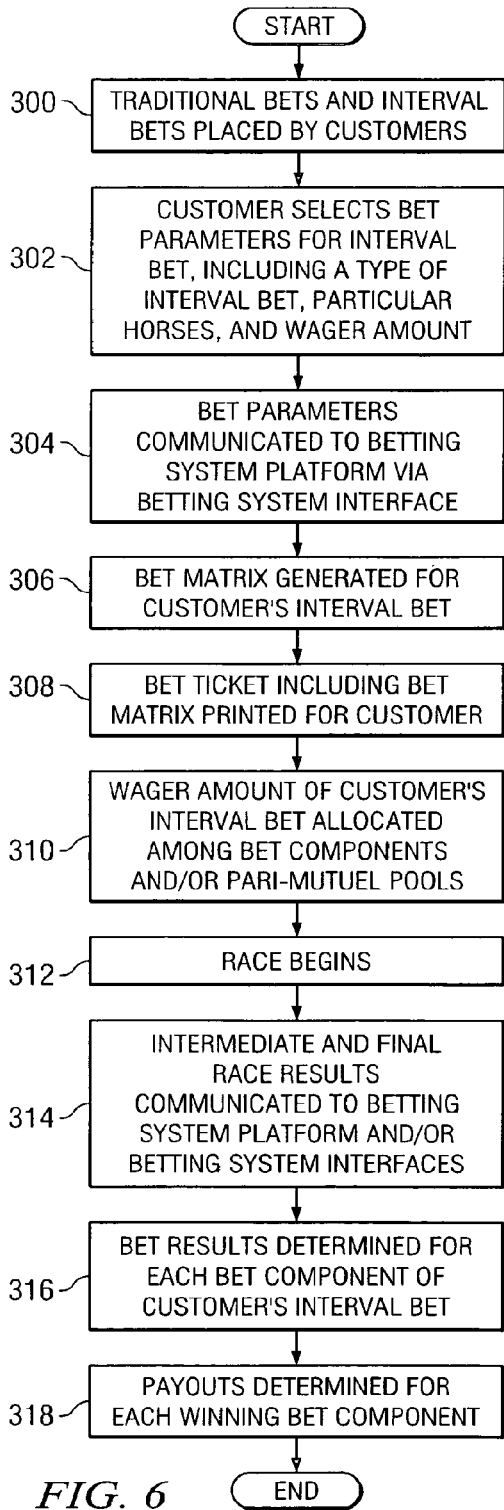 START
300
TRADITIONAL BETS AND INTERVAL
BETS PLACED BY CUSTOMERS
302
CUSTOMER SELECTS BET
PARAMETERS FOR INTERVAL
BET, INCLUDING A TYPE OF
INTERVAL BET, PARTICULAR
HORSES, AND WAGER AMOUNT
304
BET PARAMETERS
COMMUNICATED TO BETTING
SYSTEM PLATFORM VIA
BETTING SYSTEM INTERFACE
306
BET MATRIX GENERATED FOR
CUSTOMER'S INTERVAL BET
308
BET TICKET INCLUDING BET
MATRIX PRINTED FOR CUSTOMER
310
WAGER AMOUNT OF CUSTOMER'S
INTERVAL BET ALLOCATED
AMONG BET COMPONENTS
AND/OR PARI-MUTUEL POOLS
312
RACE BEGINS
314
INTERMEDIATE AND FINAL
RACE RESULTS
COMMUNICATED TO BETTING
SYSTEM PLATFORM AND/OR
BETTING SYSTEM INTERFACES
316
BET RESULTS DETERMINED FOR
EACH BET COMPONENT OF
CUSTOMER'S INTERVAL BET
318
PAYOUTS DETERMINED FOR
EACH WINNING BET COMPONENT
FIG. 6
END